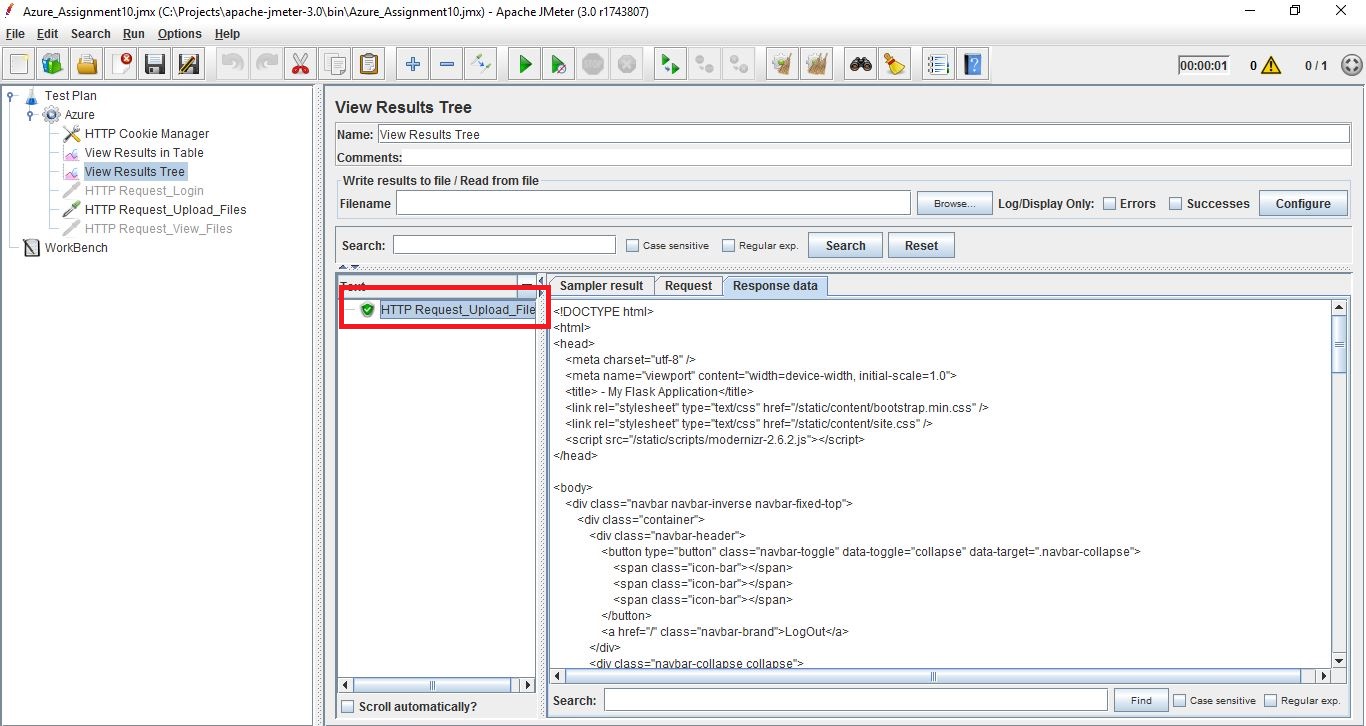 Azure_Assignment10.jmx (C:\Projects\apache-jmeter-3.0\bin\Azure_Assignment10.jmx) - Apache JMeter (3.0 r1743807)
File Edit Search Run Options Help
00:00:01 0 0 / 1
Test Plan
Azure
HTTP Cookie Manager
View Results in Table
View Results Tree
HTTP Request_Login
HTTP Request_Upload_Files
HTTP Request_View_Files
WorkBench
View Results Tree
Name: View Results Tree
Comments:
Write results to file / Read from file
Filename Browse... Log/Display Only: Errors Successes Configure
Search: Case sensitive Regular exp. Search Reset
Text
HTTP Request_Upload_File
Scroll automatically?
Sampler result Request Response data
<!DOCTYPE html>
<html>
<head>
<meta charset="utf-8" />
<meta name="viewport" content="width=device-width, initial-scale=1.0">
<title> - My Flask Application</title>
<link rel="stylesheet" type="text/css" href="/static/content/bootstrap.min.css" />
<link rel="stylesheet" type="text/css" href="/static/content/site.css" />
<script src="/static/scripts/modernizr-2.6.2.js"></script>
</head>
<body>
<div class="navbar navbar-inverse navbar-fixed-top">
<div class="container">
<div class="navbar-header">
<button type="button" class="navbar-toggle" data-toggle="collapse" data-target=".navbar-collapse">
<span class="icon-bar"></span>
<span class="icon-bar"></span>
<span class="icon-bar"></span>
</button>
<a href="/" class="navbar-brand">LogOut</a>
</div>
<div class="navbar-collapse collapse">
Search: Find Case sensitive Regular exp.